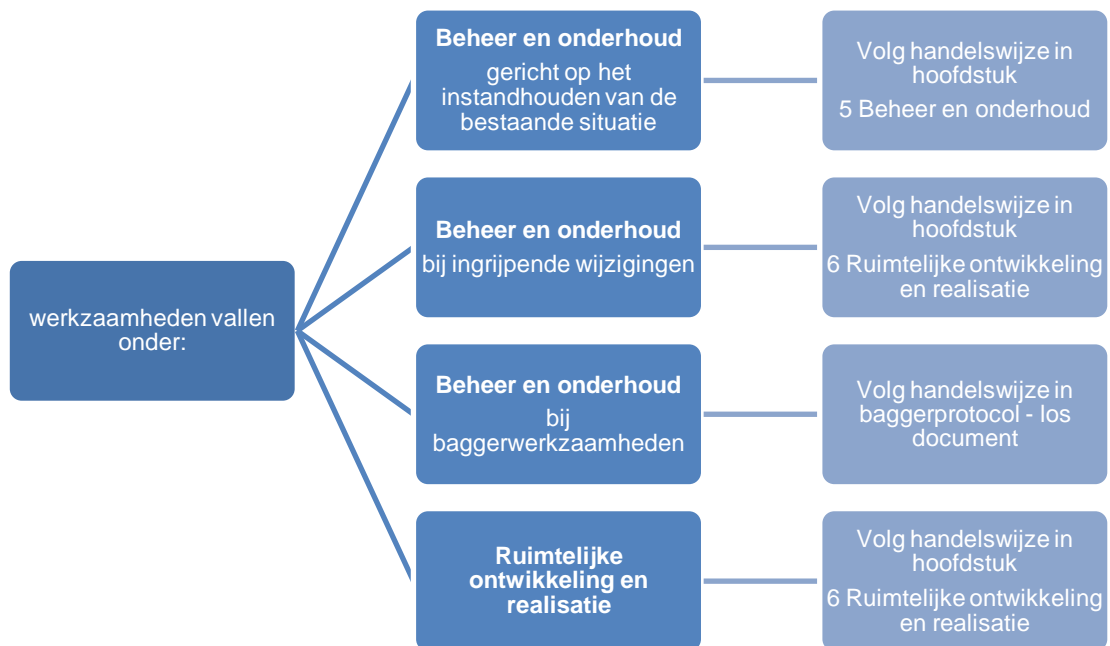 werkzaamheden vallen
onder:
Beheer en onderhoud
gericht op het
instandhouden van de
bestaande situatie
Volg handelswijze in
hoofdstuk
5 Beheer en onderhoud
Beheer en onderhoud
bij ingrijpende wijzigingen
Volg handelswijze in
hoofdstuk
6 Ruimtelijke ontwikkeling
en realisatie
Beheer en onderhoud
bij
baggerwerkzaamheden
Volg handelswijze in
baggerprotocol - los
document
Ruimtelijke
ontwikkeling en
realisatie
Volg handelswijze in
hoofdstuk
6 Ruimtelijke ontwikkeling
en realisatie